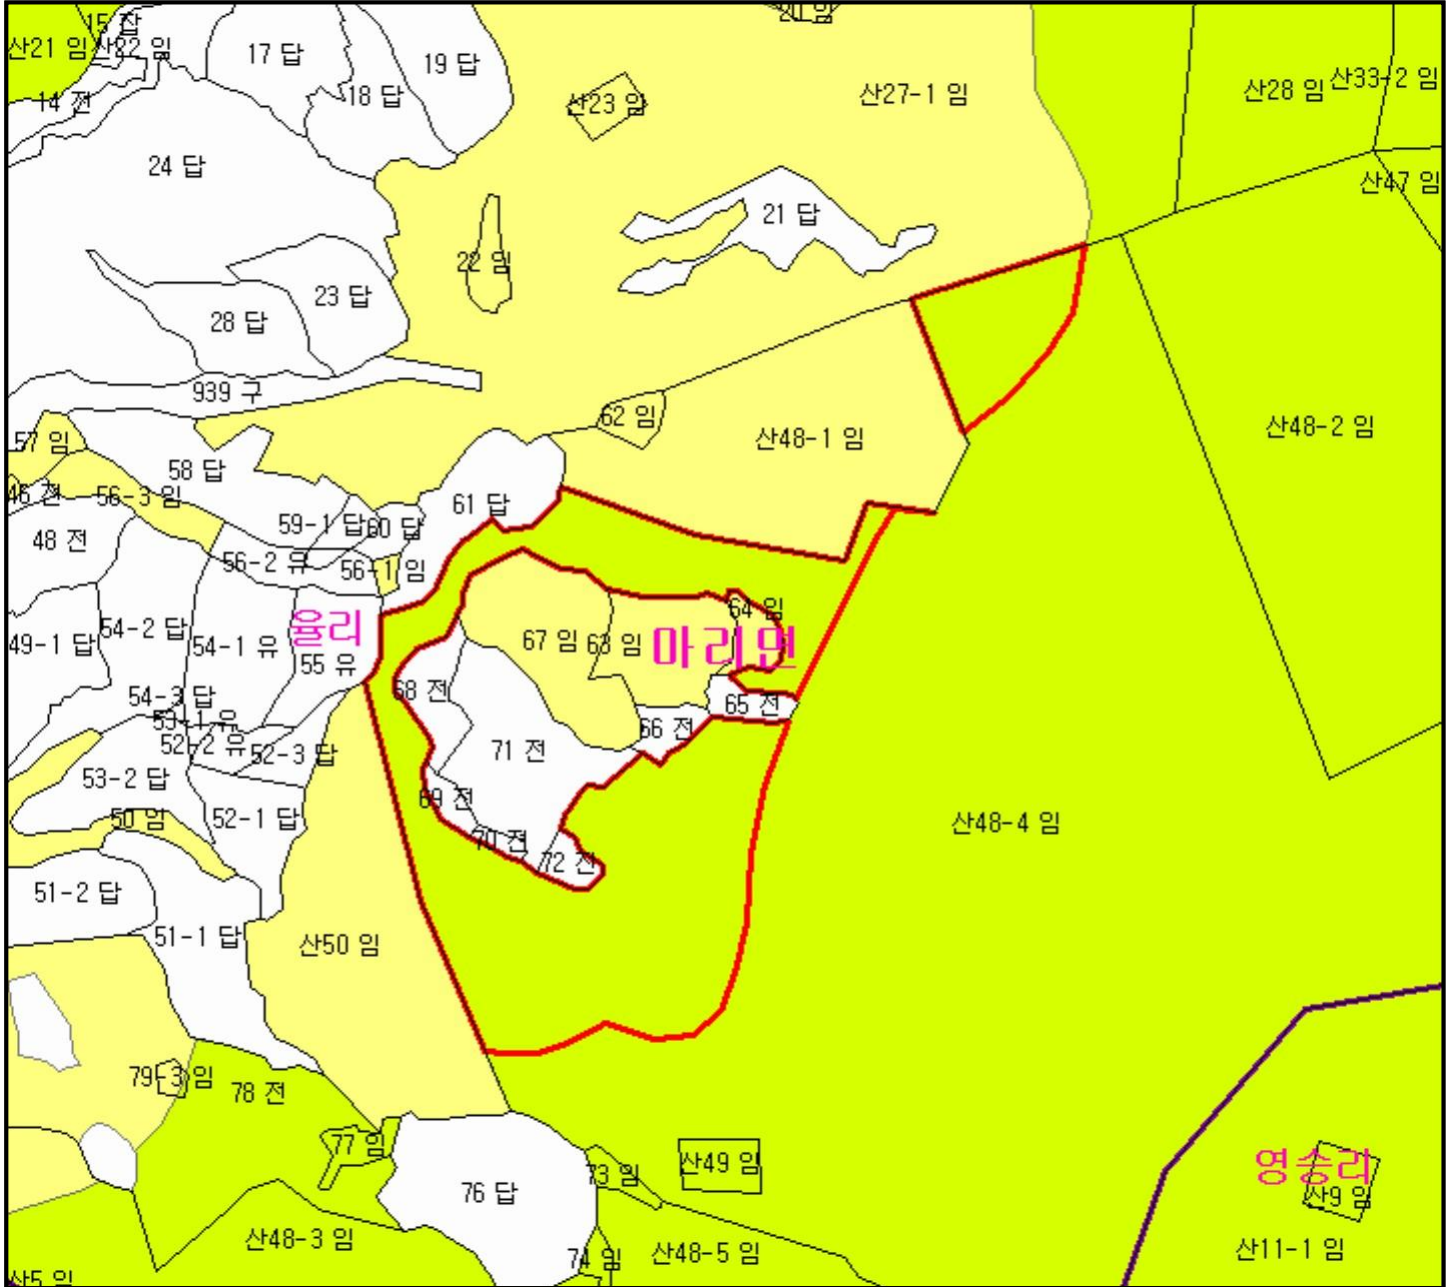 20 임
15 잡
산21 임
산22 임
17 답
19 답
산33-2 임
산28 임
산27-1 임
18 답
산23 임
14 전
24 답
산47 임
21 답
22 임
23 답
28 답
939 구
62 임
산48-2 임
57 임
산48-1 임
58 답
46 전
56-3 임
61 답
59-1 답
60 답
48 전
56-2 유
56-1 임
64 임
율리
54-2 답
67 임
63 임
마리면
49-1 답
54-1 유
55 유
68 전
54-3 답
65 전
53-1 유
66 전
52-2 유
52-3 답
71 전
53-2 답
69 전
50 임
52-1 답
산48-4 임
70 전
72 전
51-2 답
51-1 답
산50 임
79-3 임
78 전
77 임
산49 임
73 임
영승리
76 답
산9 임
산48-3 임
산48-5 임
산11-1 임
74 임
산5 임